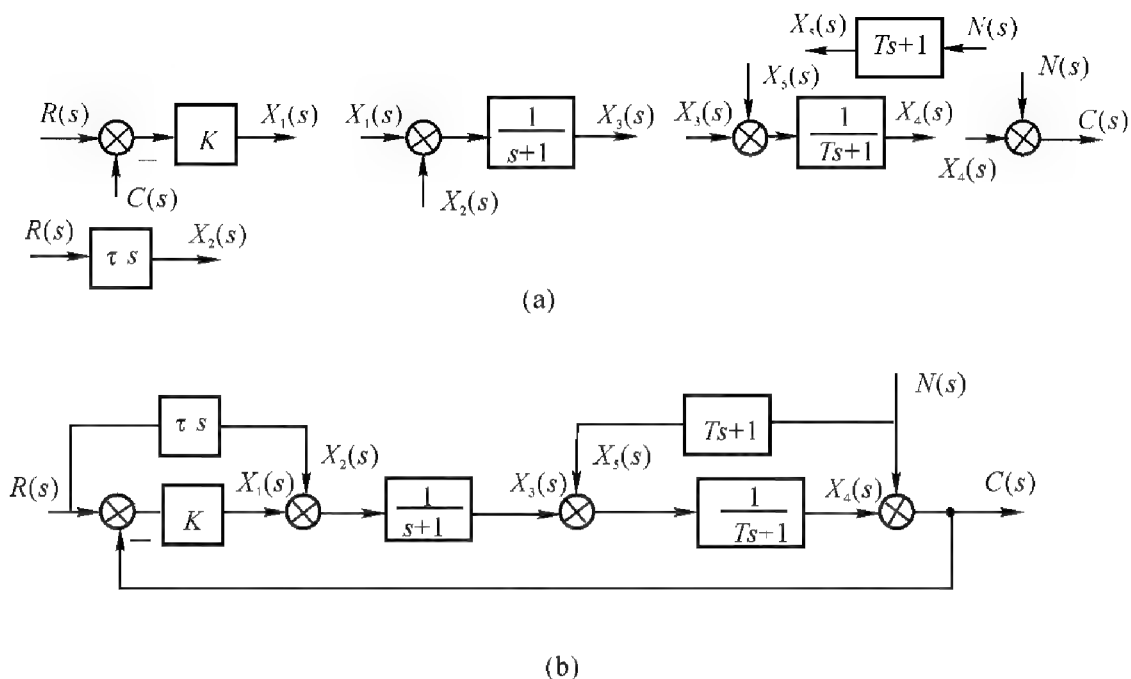 X₅(s)
Ts+1
N(s)
X₅(s)
N(s)
R(s)
K
X₁(s)
X₁(s)
1
s+1
X₃(s)
X₃(s)
1
Ts+1
X₄(s)
C(s)
−
C(s)
X₂(s)
X₄(s)
R(s)
τ s
X₂(s)
(a)
N(s)
τ s
Ts+1
X₂(s)
X₅(s)
R(s)
X₁(s)
X₃(s)
X₄(s)
C(s)
K
1
s+1
1
Ts+1
−
(b)